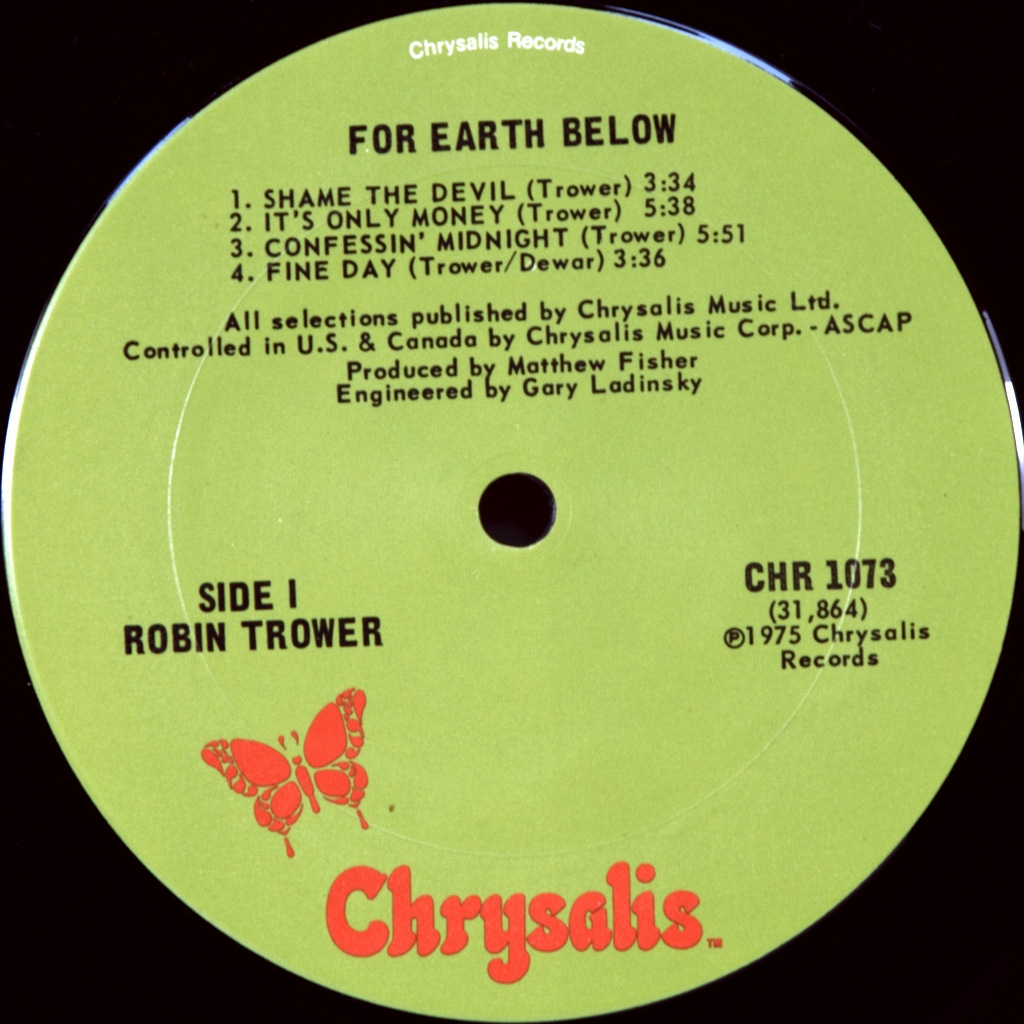 Chrysalis Records
FOR EARTH BELOW
1. SHAME THE DEVIL (Trower) 3:34
2. IT'S ONLY MONEY (Trower) 5:38
3. CONFESSIN' MIDNIGHT (Trower) 5:51
4. FINE DAY (Trower/Dewar) 3:36
All selections published by Chrysalis Music Ltd.
Controlled in U.S. & Canada by Chrysalis Music Corp. - ASCAP
Produced by Matthew Fisher
Engineered by Gary Ladinsky
SIDE I
ROBIN TROWER
CHR 1073
(31,864)
℗1975 Chrysalis
Records
Chrysalis™